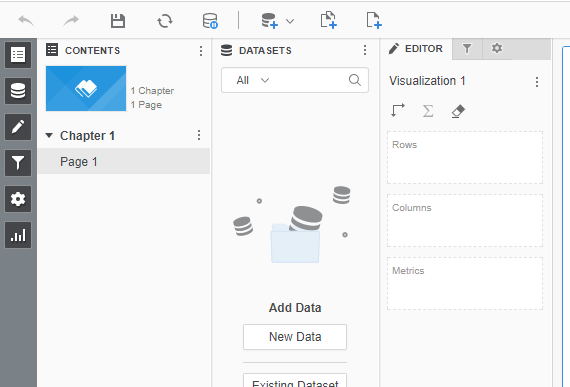 CONTENTS
1 Chapter
1 Page
Chapter 1
Page 1
DATASETS
All
Add Data
New Data
Existing Dataset
EDITOR
Visualization 1
Rows
Columns
Metrics